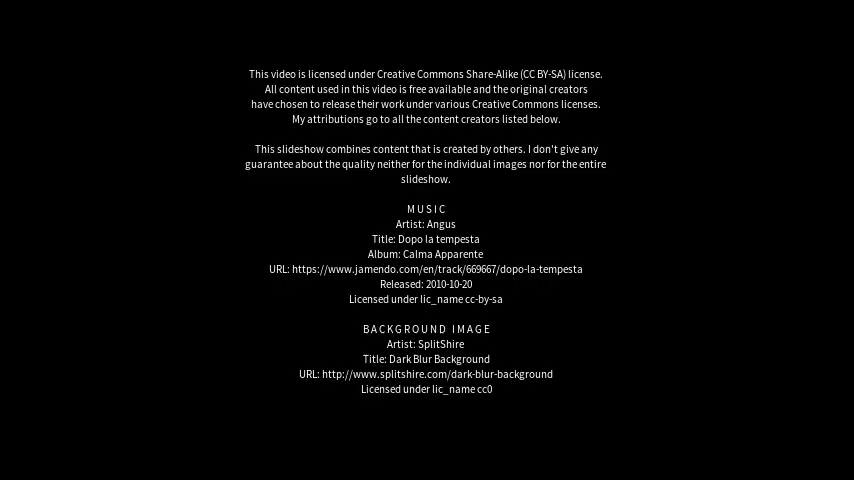 This video is licensed under Creative Commons Share-Alike (CC BY-SA) license.
All content used in this video is free available and the original creators
have chosen to release their work under various Creative Commons licenses.
My attributions go to all the content creators listed below.
This slideshow combines content that is created by others. I don't give any
guarantee about the quality neither for the individual images nor for the entire
slideshow.
M U S I C
Artist: Angus
Title: Dopo la tempesta
Album: Calma Apparente
URL: https://www.jamendo.com/en/track/669667/dopo-la-tempesta
Released: 2010-10-20
Licensed under lic_name cc-by-sa
B A C K G R O U N D   I M A G E
Artist: SplitShire
Title: Dark Blur Background
URL: http://www.splitshire.com/dark-blur-background
Licensed under lic_name cc0